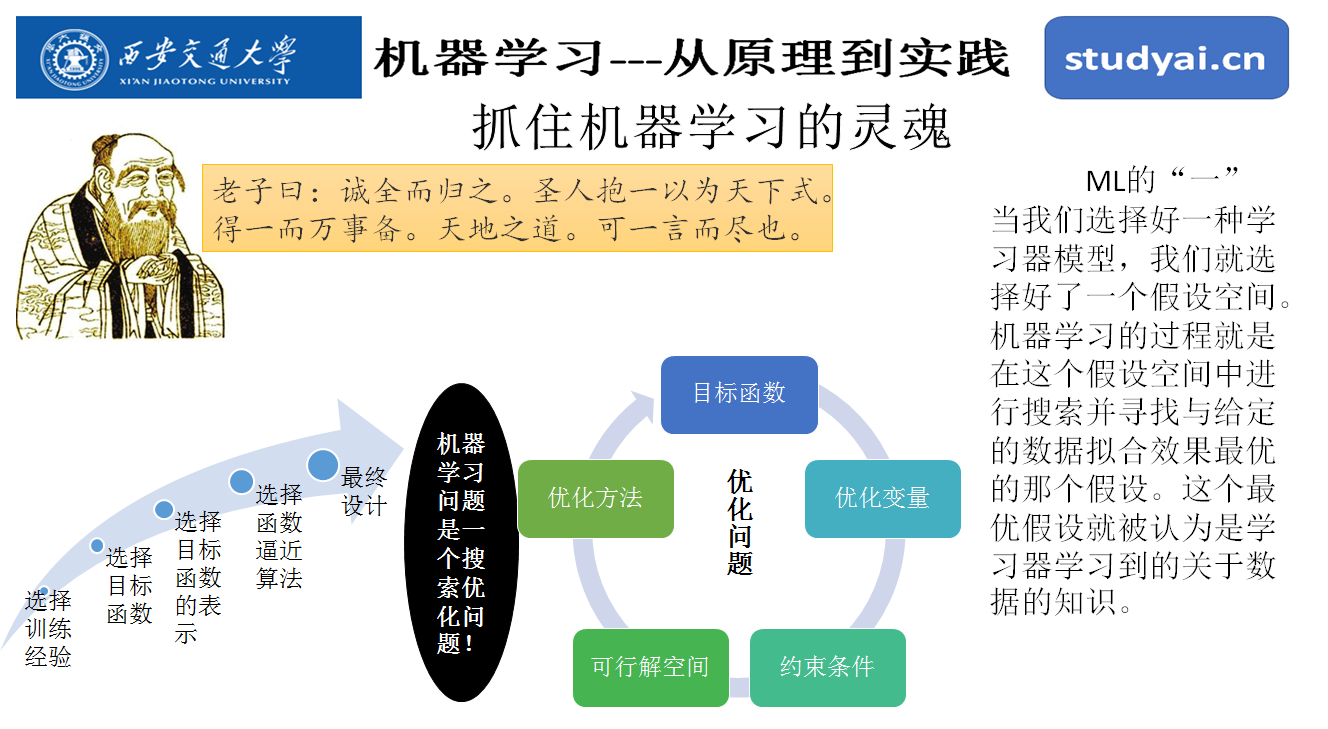 西安交通大学
XI'AN JIAOTONG UNIVERSITY
机器学习---从原理到实践
studyai.cn
抓住机器学习的灵魂
老子曰：诚全而归之。圣人抱一以为天下式。
得一而万事备。天地之道。可一言而尽也。
ML的“一”
当我们选择好一种学
习器模型，我们就选
择好了一个假设空间。
机器学习的过程就是
在这个假设空间中进
行搜索并寻找与给定
的数据拟合效果最优
的那个假设。这个最
优假设就被认为是学
习器学习到的关于数
据的知识。
选择
训练
经验
选择
目标
函数
选择
目标
函数
的表
示
选择
函数
逼近
算法
最终
设计
机器
学习
问题
是一
个搜
索优
化问
题！
目标函数
优化变量
约束条件
可行解空间
优化方法
优
化
问
题